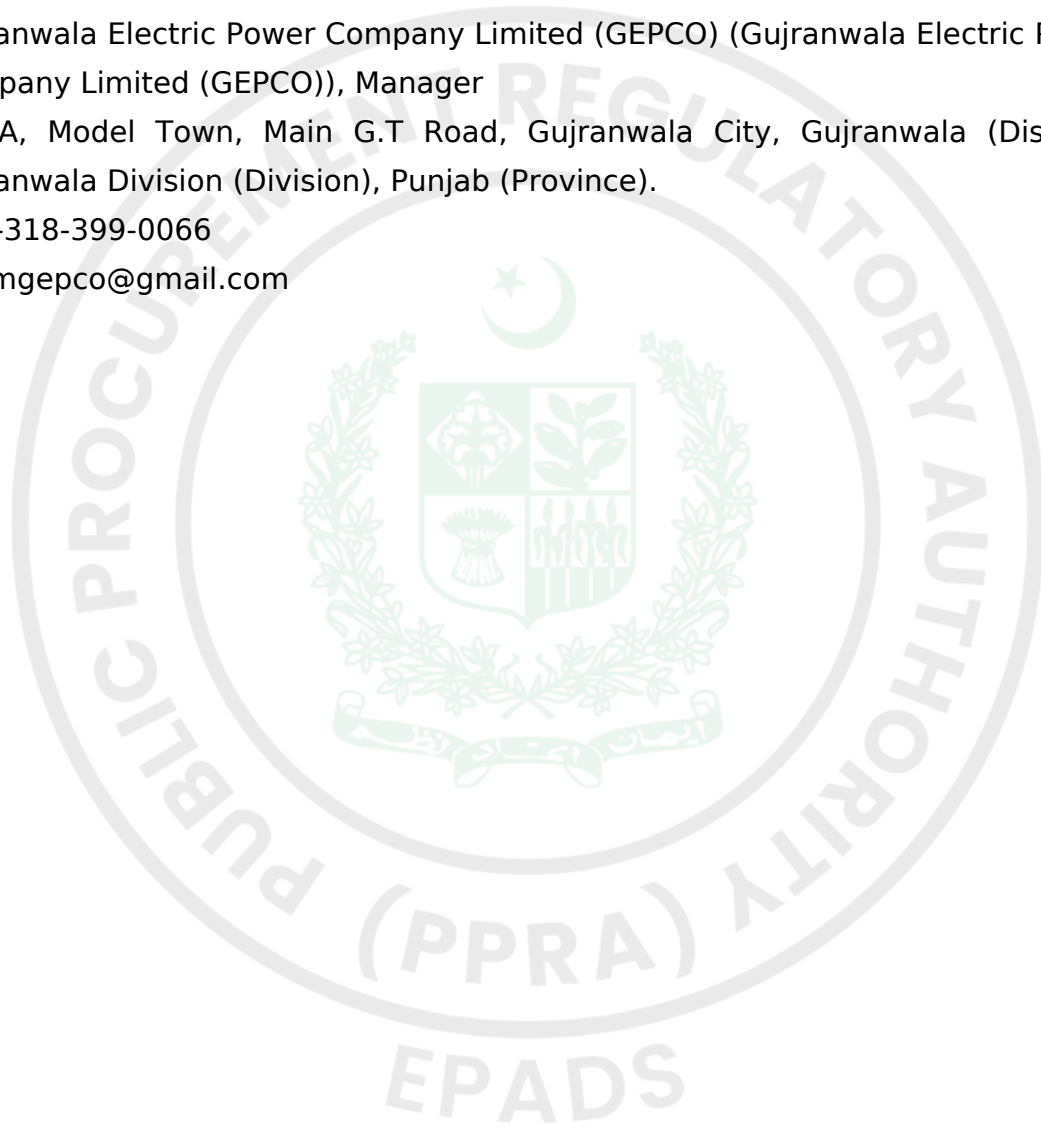 anwala Electric Power Company Limited (GEPCO) (Gujranwala Electric
pany Limited (GEPCO)), Manager
A, Model Town, Main G.T Road, Gujranwala City, Gujranwala (Dis
anwala Division (Division), Punjab (Province).
-318-399-0066
mgepco@gmail.com
PUBLIC PROCUREMENT REGULATORY AUTHORITY
(PPRA)
EPADS